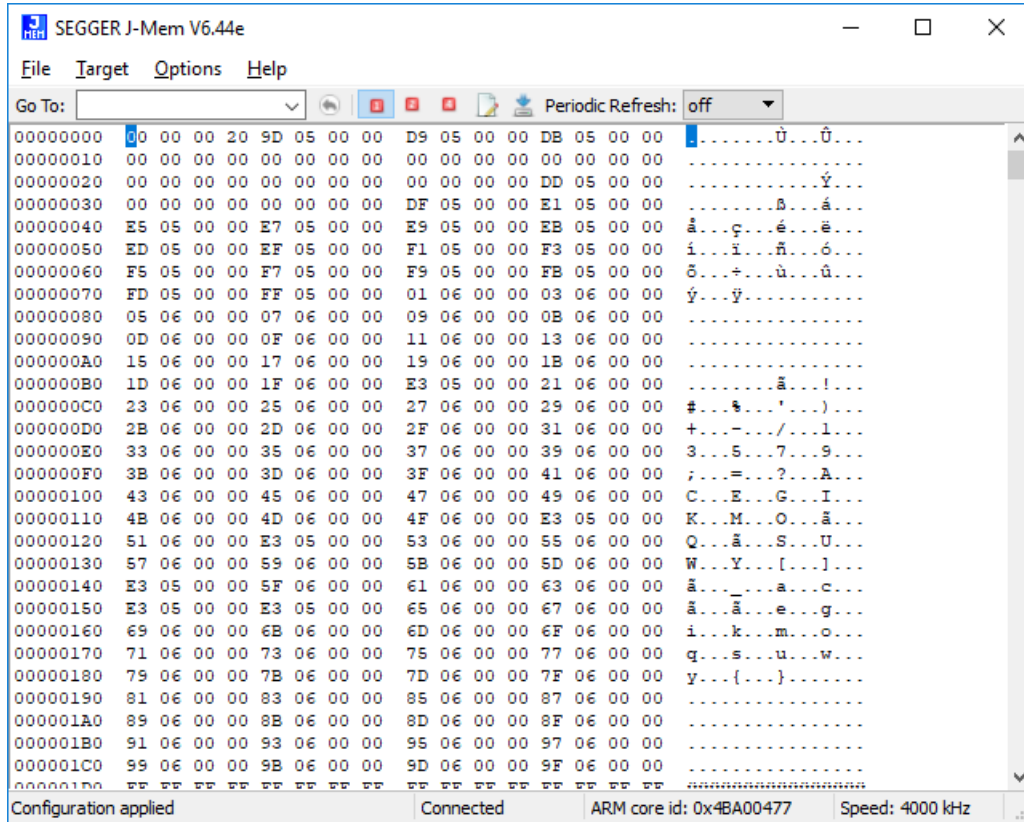 SEGGER J-Mem V6.44e
File Target Options Help
Go To: Periodic Refresh: off
00000000 00 00 00 20 9D 05 00 00 D9 05 00 00 DB 05 00 00 ........Ù...Û...
00000010 00 00 00 00 00 00 00 00 00 00 00 00 00 00 00 00 ................
00000020 00 00 00 00 00 00 00 00 00 00 00 00 DD 05 00 00 ............Ý...
00000030 00 00 00 00 00 00 00 00 DF 05 00 00 E1 05 00 00 ........ß...á...
00000040 E5 05 00 00 E7 05 00 00 E9 05 00 00 EB 05 00 00 å...ç...é...ë...
00000050 ED 05 00 00 EF 05 00 00 F1 05 00 00 F3 05 00 00 í...ï...ñ...ó...
00000060 F5 05 00 00 F7 05 00 00 F9 05 00 00 FB 05 00 00 õ...÷...ù...û...
00000070 FD 05 00 00 FF 05 00 00 01 06 00 00 03 06 00 00 ý...ÿ...........
00000080 05 06 00 00 07 06 00 00 09 06 00 00 0B 06 00 00 ................
00000090 0D 06 00 00 0F 06 00 00 11 06 00 00 13 06 00 00 ................
000000A0 15 06 00 00 17 06 00 00 19 06 00 00 1B 06 00 00 ................
000000B0 1D 06 00 00 1F 06 00 00 E3 05 00 00 21 06 00 00 ........ã...!...
000000C0 23 06 00 00 25 06 00 00 27 06 00 00 29 06 00 00 #...%...'...)...
000000D0 2B 06 00 00 2D 06 00 00 2F 06 00 00 31 06 00 00 +...-.../...1...
000000E0 33 06 00 00 35 06 00 00 37 06 00 00 39 06 00 00 3...5...7...9...
000000F0 3B 06 00 00 3D 06 00 00 3F 06 00 00 41 06 00 00 ;...=...?...A...
00000100 43 06 00 00 45 06 00 00 47 06 00 00 49 06 00 00 C...E...G...I...
00000110 4B 06 00 00 4D 06 00 00 4F 06 00 00 E3 05 00 00 K...M...O...ã...
00000120 51 06 00 00 E3 05 00 00 53 06 00 00 55 06 00 00 Q...ã...S...U...
00000130 57 06 00 00 59 06 00 00 5B 06 00 00 5D 06 00 00 W...Y...[...]...
00000140 E3 05 00 00 5F 06 00 00 61 06 00 00 63 06 00 00 ã..._...a...c...
00000150 E3 05 00 00 E3 05 00 00 65 06 00 00 67 06 00 00 ã...ã...e...g...
00000160 69 06 00 00 6B 06 00 00 6D 06 00 00 6F 06 00 00 i...k...m...o...
00000170 71 06 00 00 73 06 00 00 75 06 00 00 77 06 00 00 q...s...u...w...
00000180 79 06 00 00 7B 06 00 00 7D 06 00 00 7F 06 00 00 y...{...}.......
00000190 81 06 00 00 83 06 00 00 85 06 00 00 87 06 00 00 ................
000001A0 89 06 00 00 8B 06 00 00 8D 06 00 00 8F 06 00 00 ................
000001B0 91 06 00 00 93 06 00 00 95 06 00 00 97 06 00 00 ................
000001C0 99 06 00 00 9B 06 00 00 9D 06 00 00 9F 06 00 00 ................
000001D0 FF FF FF FF FF FF FF FF FF FF FF FF FF FF FF FF
Configuration applied Connected ARM core id: 0x4BA00477 Speed: 4000 kHz